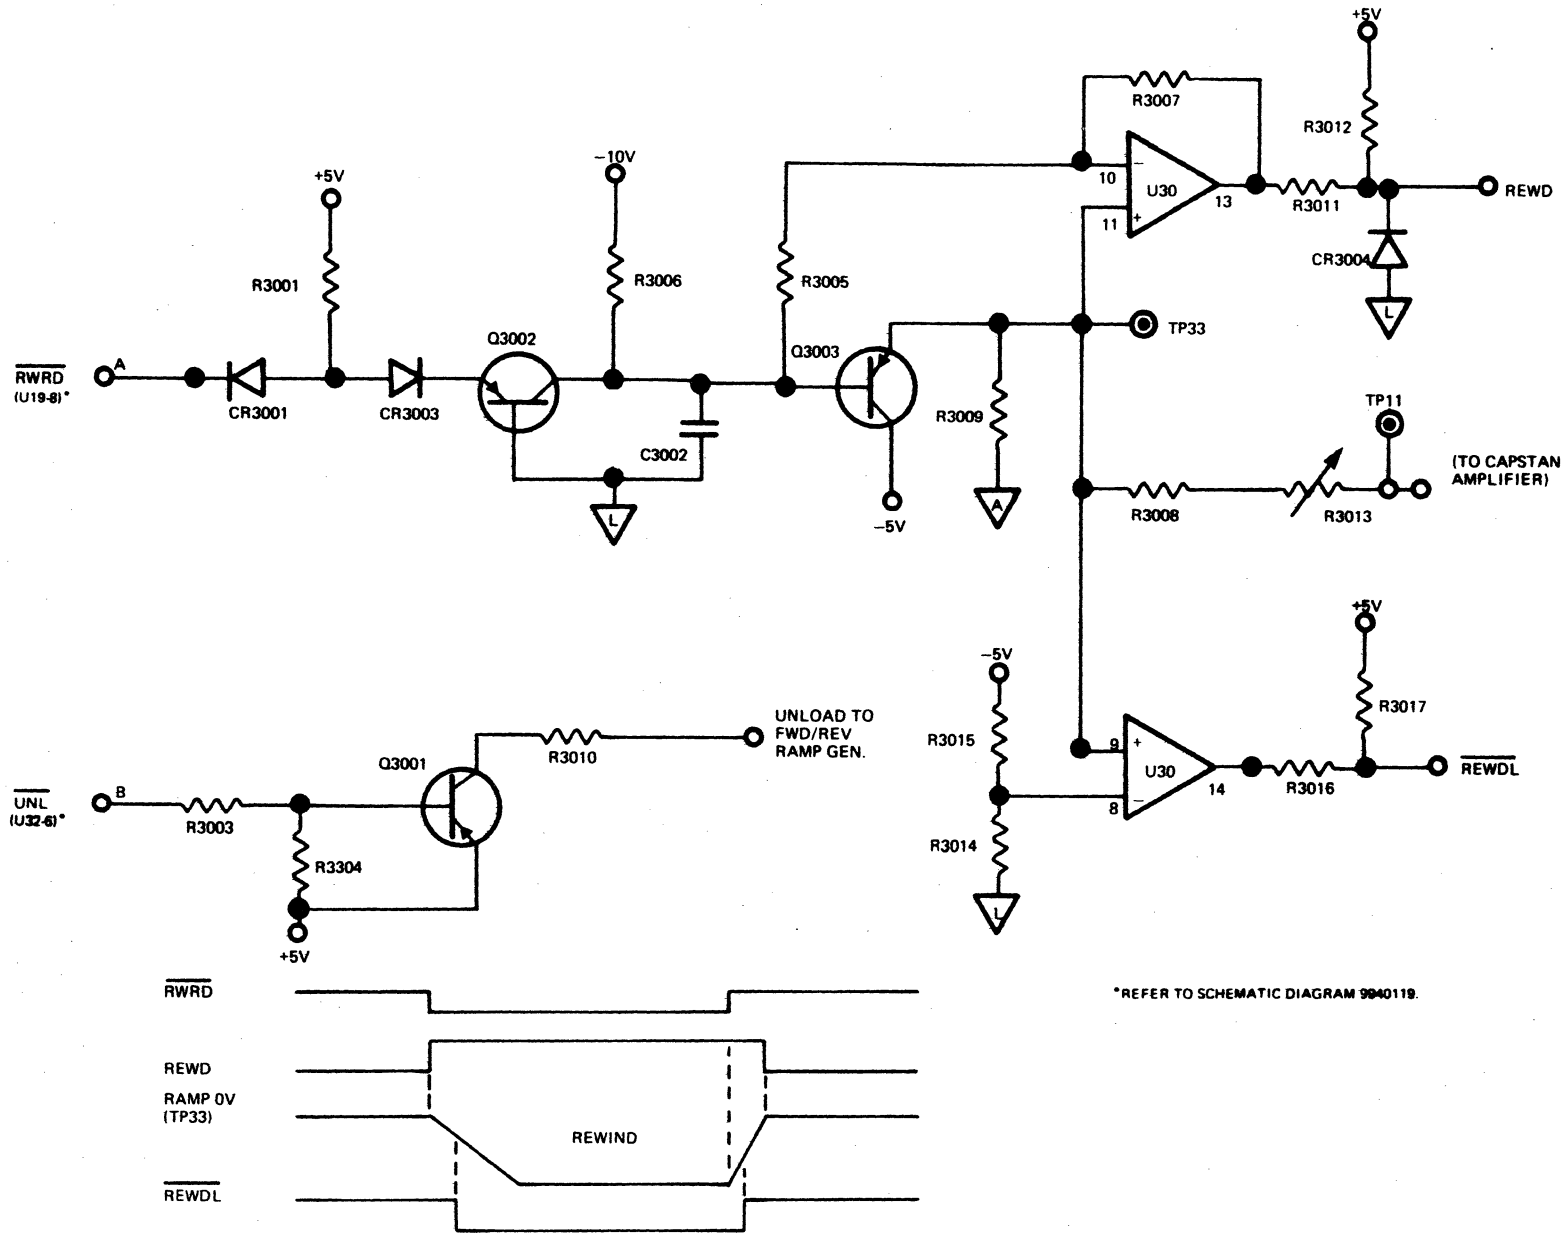 +5V
R3007
R3012
-10V
+5V
10
−
U30
13
11
+
R3011
REWD
CR3004
L
R3001
R3006
R3005
TP33
Q3002
Q3003
RWRD
(U19-8)*
A
CR3001
CR3003
C3002
R3009
TP11
L
−5V
A
R3008
R3013
(TO CAPSTAN
AMPLIFIER)
+5V
−5V
R3017
UNLOAD TO
FWD/REV
RAMP GEN.
R3015
9
+
Q3001
R3010
U30
14
R3016
REWDL
UNL
(U32-6)*
B
R3003
8
−
R3304
R3014
L
+5V
RWRD
*REFER TO SCHEMATIC DIAGRAM 9940119.
REWD
RAMP 0V
(TP33)
REWIND
REWDL